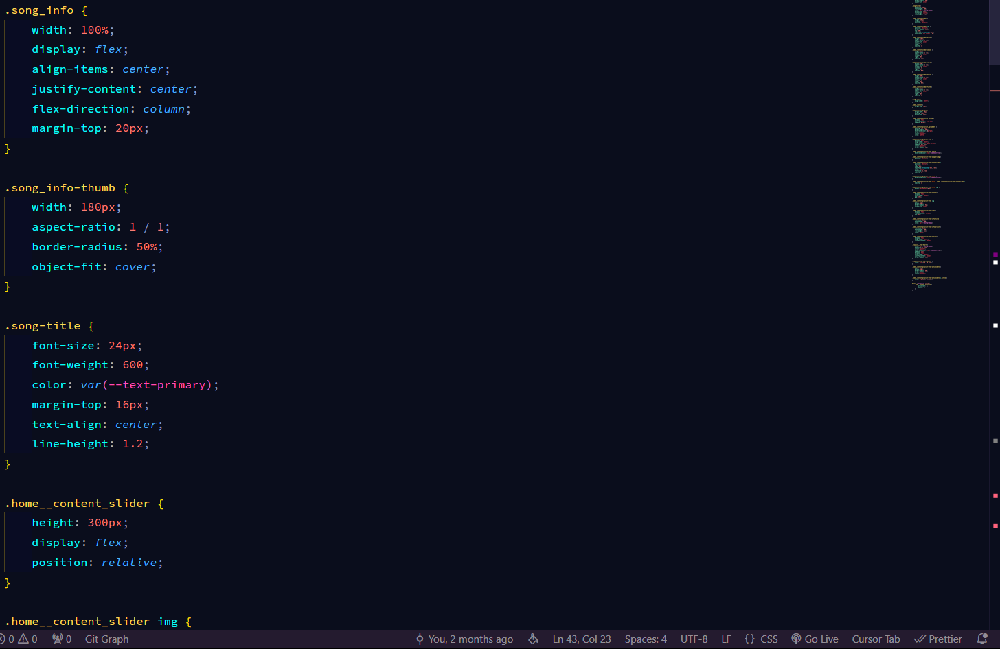 .song_info {
    width: 100%;
    display: flex;
    align-items: center;
    justify-content: center;
    flex-direction: column;
    margin-top: 20px;
}

.song_info-thumb {
    width: 180px;
    aspect-ratio: 1 / 1;
    border-radius: 50%;
    object-fit: cover;
}

.song-title {
    font-size: 24px;
    font-weight: 600;
    color: var(--text-primary);
    margin-top: 16px;
    text-align: center;
    line-height: 1.2;
}

.home__content_slider {
    height: 300px;
    display: flex;
    position: relative;
}

.home__content_slider img {
0 0 0 Git Graph You, 2 months ago Ln 43, Col 23 Spaces: 4 UTF-8 LF {} CSS Go Live Cursor Tab Prettier